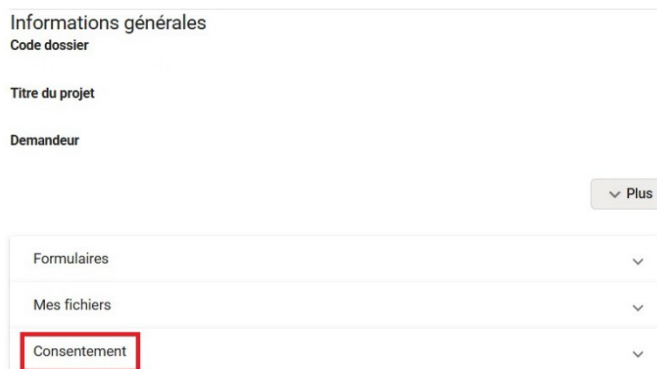 Informations générales
Code dossier
Titre du projet
Demandeur
Plus
Formulaires
Mes fichiers
Consentement